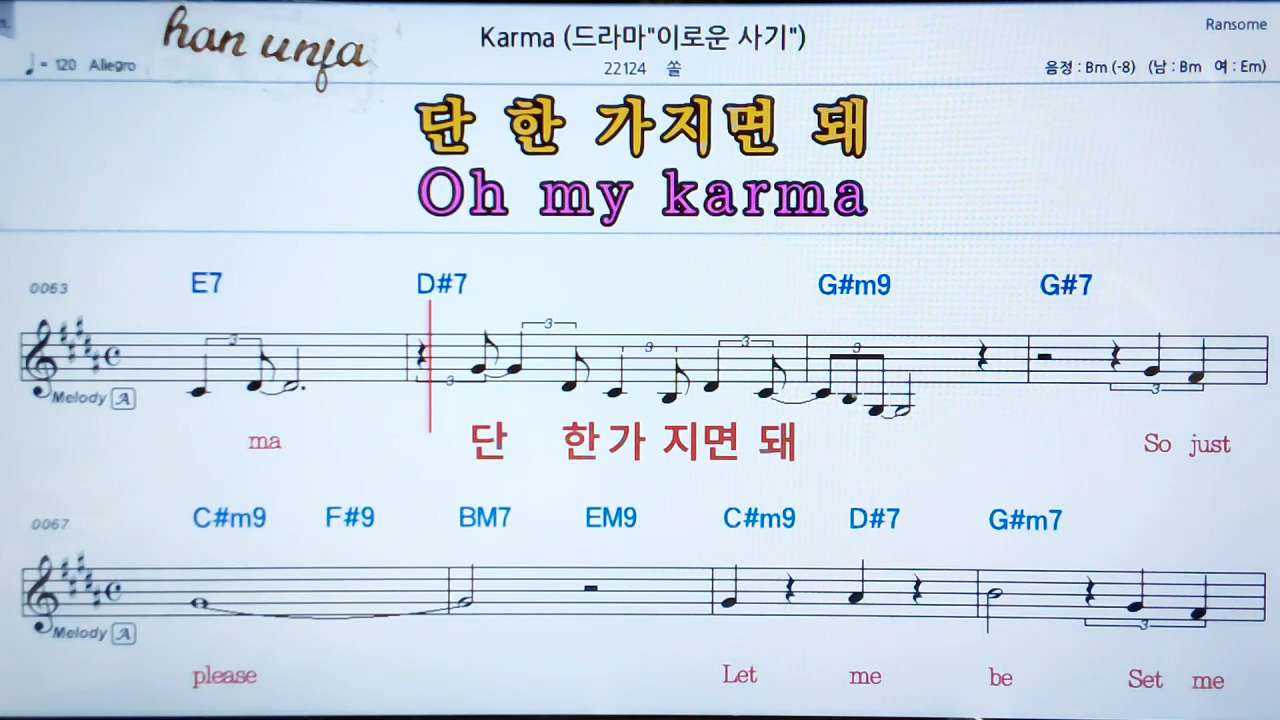 han unfa
Karma (드라마"이로운 사기")
Ransome
♩= 120 Allegro
22124 쏠
음정 : Bm (-8) (남 : Bm 여 : Em)
단 한 가지면 돼
Oh my karma
0063
E7 D#7 G#m9 G#7
3 3 3 3 3 9 3
Melody A
ma 단 한가 지면 돼 So just
0067
C#m9 F#9 BM7 EM9 C#m9 D#7 G#m7
3
Melody A
please Let me be Set me